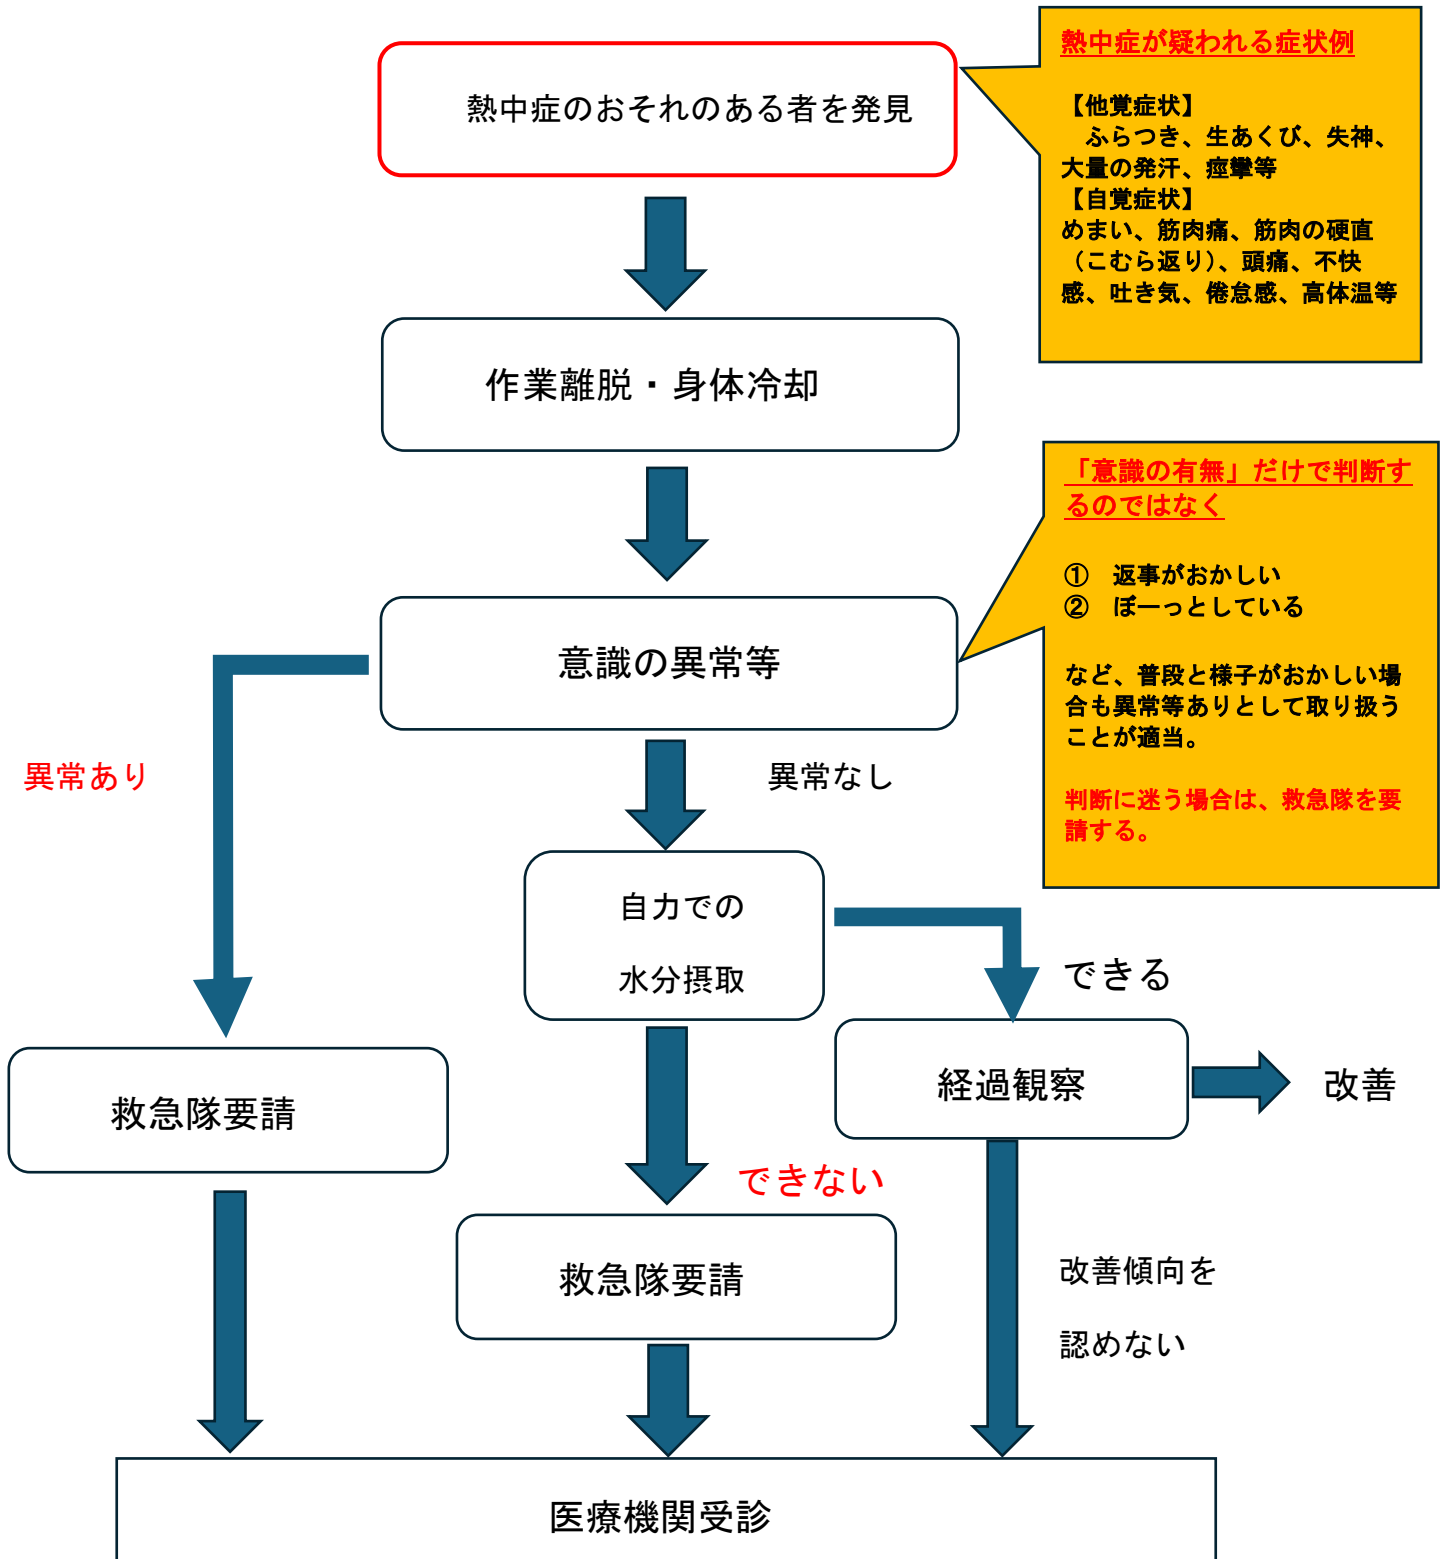 熱中症のおそれのある者を発見
熱中症が疑われる症状例
【他覚症状】
ふらつき、生あくび、失神、
大量の発汗、痙攣等
【自覚症状】
めまい、筋肉痛、筋肉の硬直
（こむら返り）、頭痛、不快
感、吐き気、倦怠感、高体温等
作業離脱・身体冷却
「意識の有無」だけで判断す
るのではなく
① 返事がおかしい
② ぼーっとしている
など、普段と様子がおかしい場
合も異常等ありとして取り扱う
ことが適当。
判断に迷う場合は、救急隊を要
請する。
意識の異常等
異常あり
異常なし
自力での
水分摂取
できる
救急隊要請
経過観察
改善
できない
救急隊要請
改善傾向を
認めない
医療機関受診